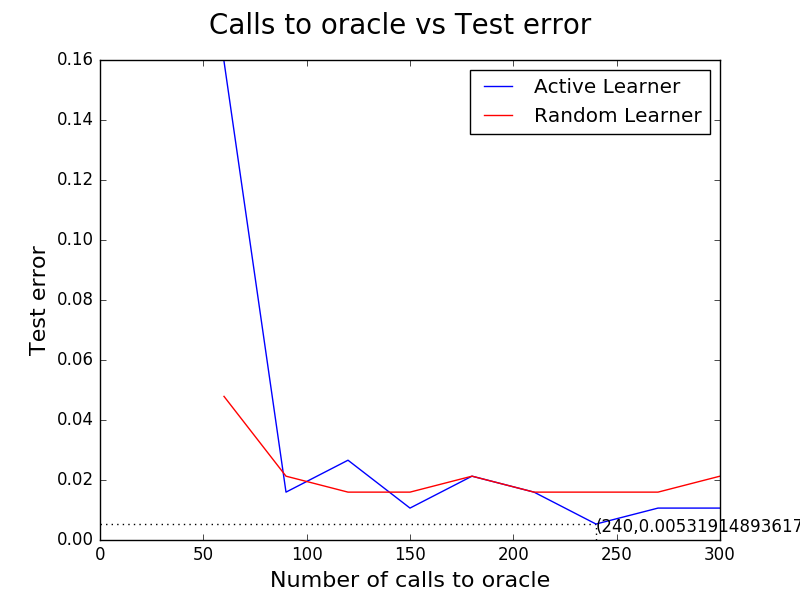 Calls to oracle vs Test error
Active Learner
Random Learner
Test error
0.16
0.14
0.12
0.10
0.08
0.06
0.04
0.02
0.00
(240,0.00531914893617
0 50 100 150 200 250 300
Number of calls to oracle